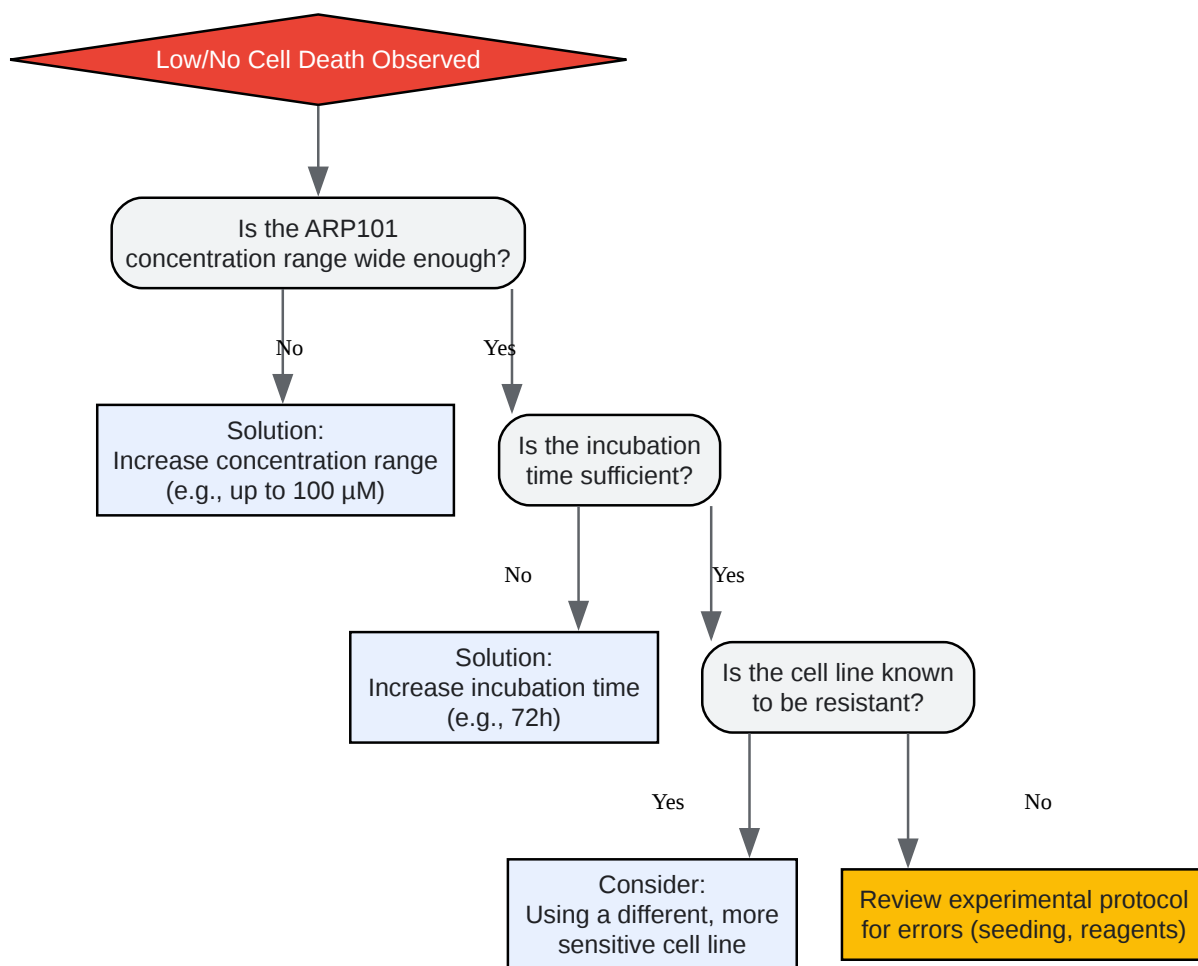 Low/No Cell Death Observed
Is the ARP101
concentration range wide enough?
No
Yes
Solution:
Increase concentration range
(e.g., up to 100 µM)
Is the incubation
time sufficient?
No
Yes
Solution:
Increase incubation time
(e.g., 72h)
Is the cell line known
to be resistant?
Yes
No
Consider:
Using a different, more
sensitive cell line
Review experimental protocol
for errors (seeding, reagents)